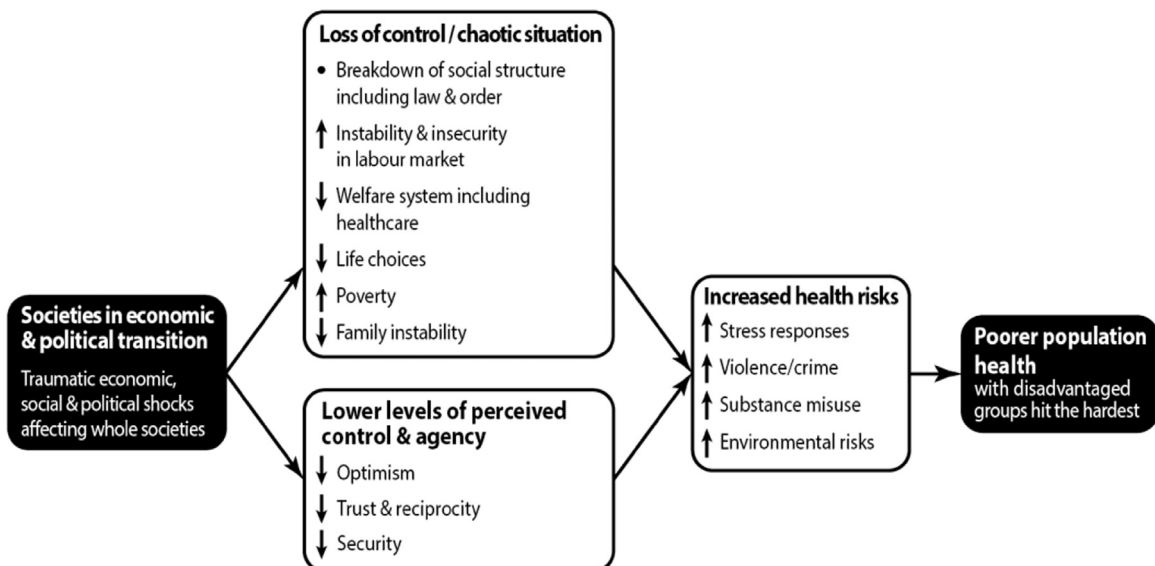 Societies in economic
& political transition
Traumatic economic,
social & political shocks
affecting whole societies
Loss of control / chaotic situation
• Breakdown of social structure
including law & order
↑ Instability & insecurity
in labour market
↓ Welfare system including
healthcare
↓ Life choices
↑ Poverty
↓ Family instability
Lower levels of perceived
control & agency
↓ Optimism
↓ Trust & reciprocity
↓ Security
Increased health risks
↑ Stress responses
↑ Violence/crime
↑ Substance misuse
↑ Environmental risks
Poorer population
health
with disadvantaged
groups hit the hardest